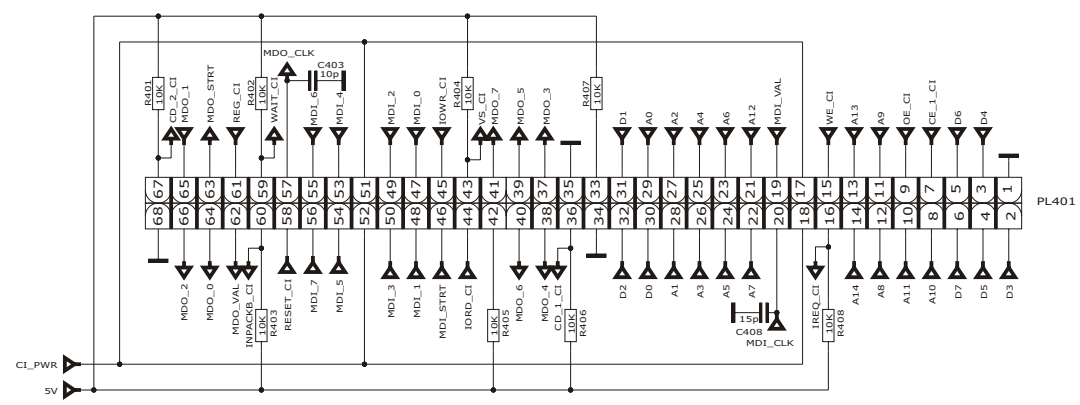 R401
10K
CD_2_CI
MDO_1
MDO_STRT
REG_CI
R402
10K
WAIT_CI
MDO_CLK
C403
10p
MDI_6
MDI_4
MDI_2
MDI_0
IOWR_CI
R404
10K
VS_CI
MDO_7
MDO_5
MDO_3
R407
10K
D1
A0
A2
A4
A6
A12
MDI_VAL
WE_CI
A13
A9
OE_CI
CE_1_CI
D6
D4
67 65 63 61 59 57 55 53 51 49 47 45 43 41 39 37 35 33 31 29 27 25 23 21 19 17 15 13 11 9 7 5 3 1
68 66 64 62 60 58 56 54 52 50 48 46 44 42 40 38 36 34 32 30 28 26 24 22 20 18 16 14 12 10 8 6 4 2
PL401
MDO_2
MDO_0
MDO_VAL
INPACKB_CI
10K
R403
RESET_CI
MDI_7
MDI_5
MDI_3
MDI_1
MDI_STRT
IORD_CI
10K
R405
MDO_6
MDO_4
CD_1_CI
10K
R406
D2
D0
A1
A3
A5
A7
15p
C408
MDI_CLK
IREQ_CI
10K
R408
A14
A8
A11
A10
D7
D5
D3
CI_PWR
5V